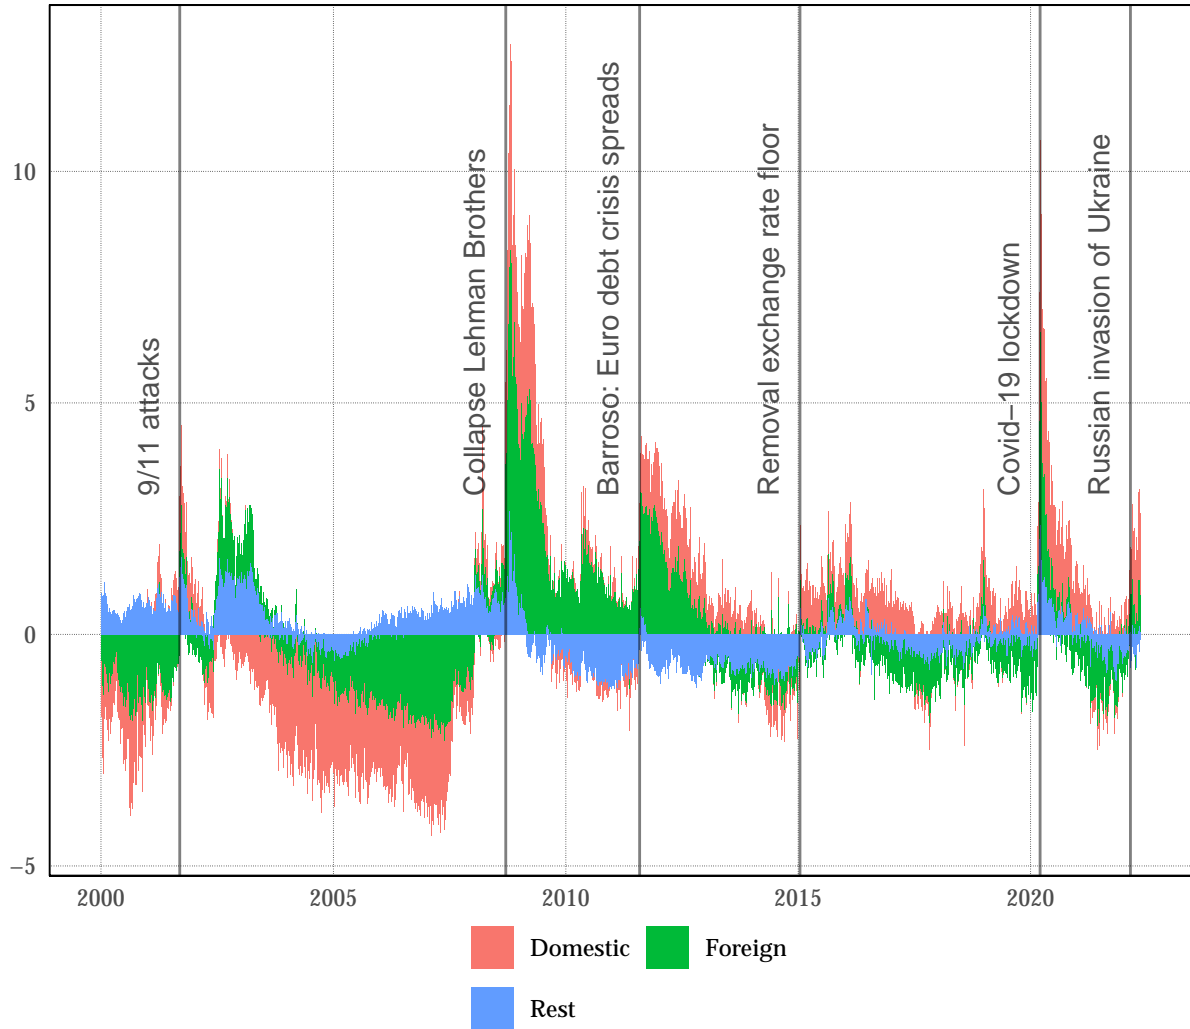 10
5
0
−5
9/11 attacks
Collapse Lehman Brothers
Barroso: Euro debt crisis spreads
Removal exchange rate floor
Covid−19 lockdown
Russian invasion of Ukraine
2000
2005
2010
2015
2020
Domestic
Foreign
Rest